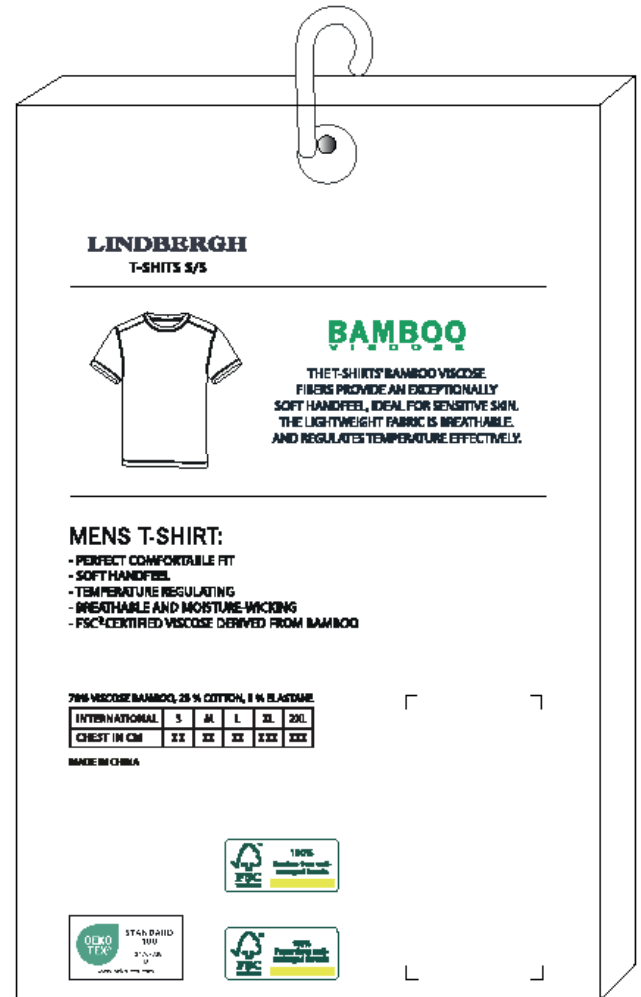 LINDBERGH
T-SHITS S/S
BAMBOO
VISCOSE
THE T-SHIRTS' BAMBOO VISCOSE
FIBERS PROVIDE AN EXCEPTIONALLY
SOFT HANDFEEL, IDEAL FOR SENSITIVE SKIN.
THE LIGHTWEIGHT FABRIC IS BREATHABLE.
AND REGULATES TEMPERATURE EFFECTIVELY.
MENS T-SHIRT:
- PERFECT COMFORTABLE FIT
- SOFT HANDFEEL
- TEMPERATURE REGULATING
- BREATHABLE AND MOISTURE-WICKING
- FSC® CERTIFIED VISCOSE DERIVED FROM BAMBOO
VISCOSE BAMBOO, % COTTON, % ELASTANE
INTERNATIONAL S M L XL 2XL
CHEST IN CM XX XX XX XXX XXX
MADE IN CHINA
FSC
100%
OEKO
TEX®
STANDARD
100
FSC
100%